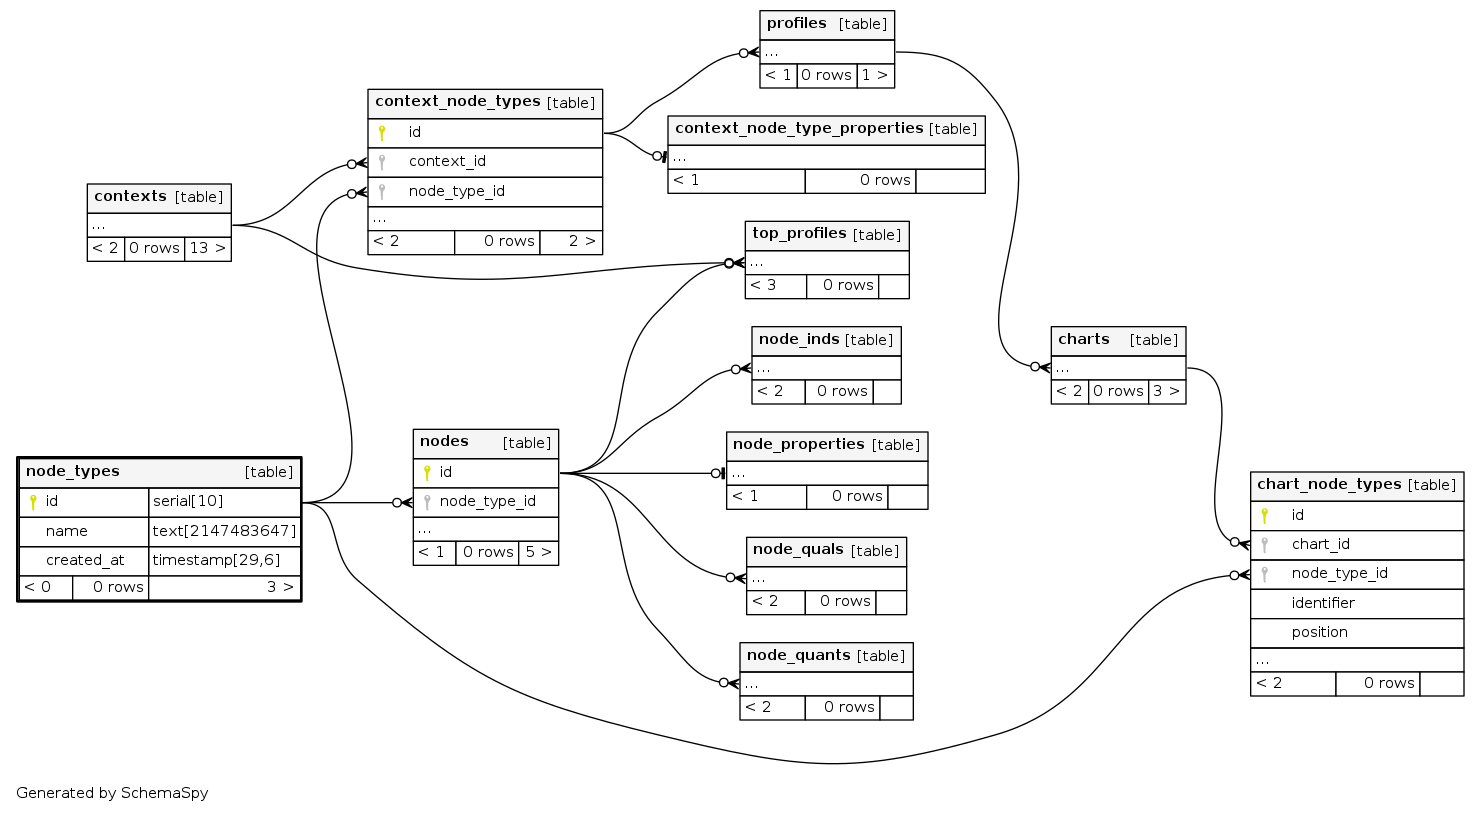 profiles [table]
...
< 1 0 rows 1 >
context_node_types [table]
id
context_id
node_type_id
...
< 2 0 rows 2 >
context_node_type_properties [table]
...
< 1 0 rows
contexts [table]
...
< 2 0 rows 13 >
top_profiles [table]
...
< 3 0 rows
node_inds [table]
...
< 2 0 rows
charts [table]
...
< 2 0 rows 3 >
nodes [table]
id
node_type_id
...
< 1 0 rows 5 >
node_properties [table]
...
< 1 0 rows
node_types [table]
id serial[10]
name text[2147483647]
created_at timestamp[29,6]
< 0 0 rows 3 >
chart_node_types [table]
id
chart_id
node_type_id
identifier
position
...
< 2 0 rows
node_quals [table]
...
< 2 0 rows
node_quants [table]
...
< 2 0 rows
Generated by SchemaSpy